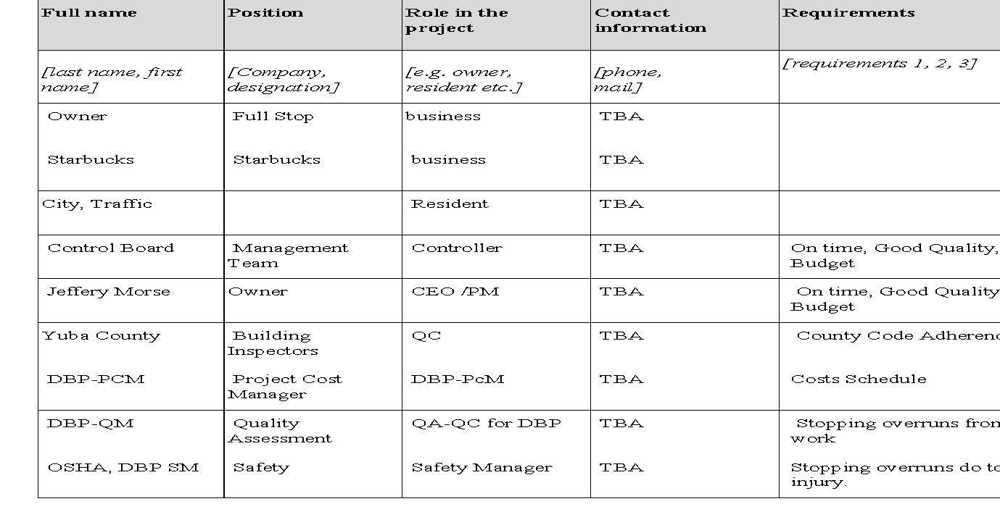 Full name Position Role in the Contact Requirements
project information
[last name, first [Company, [e.g. owner, [phone, [requirements 1, 2, 3]
name] designation] resident etc.] mail]
Owner Full Stop business TBA
Starbucks Starbucks business TBA
City, Traffic Resident TBA
Control Board Management Controller TBA On time, Good Quality,
Team Budget
Jeffery Morse Owner CEO /PM TBA On time, Good Quality
Budget
Yuba County Building QC TBA County Code Adherenc
Inspectors
DBP-PCM Project Cost DBP-PcM TBA Costs Schedule
Manager
DBP-QM Quality QA-QC for DBP TBA Stopping overruns from
Assessment work
OSHA, DBP SM Safety Safety Manager TBA Stopping overruns do to
injury.